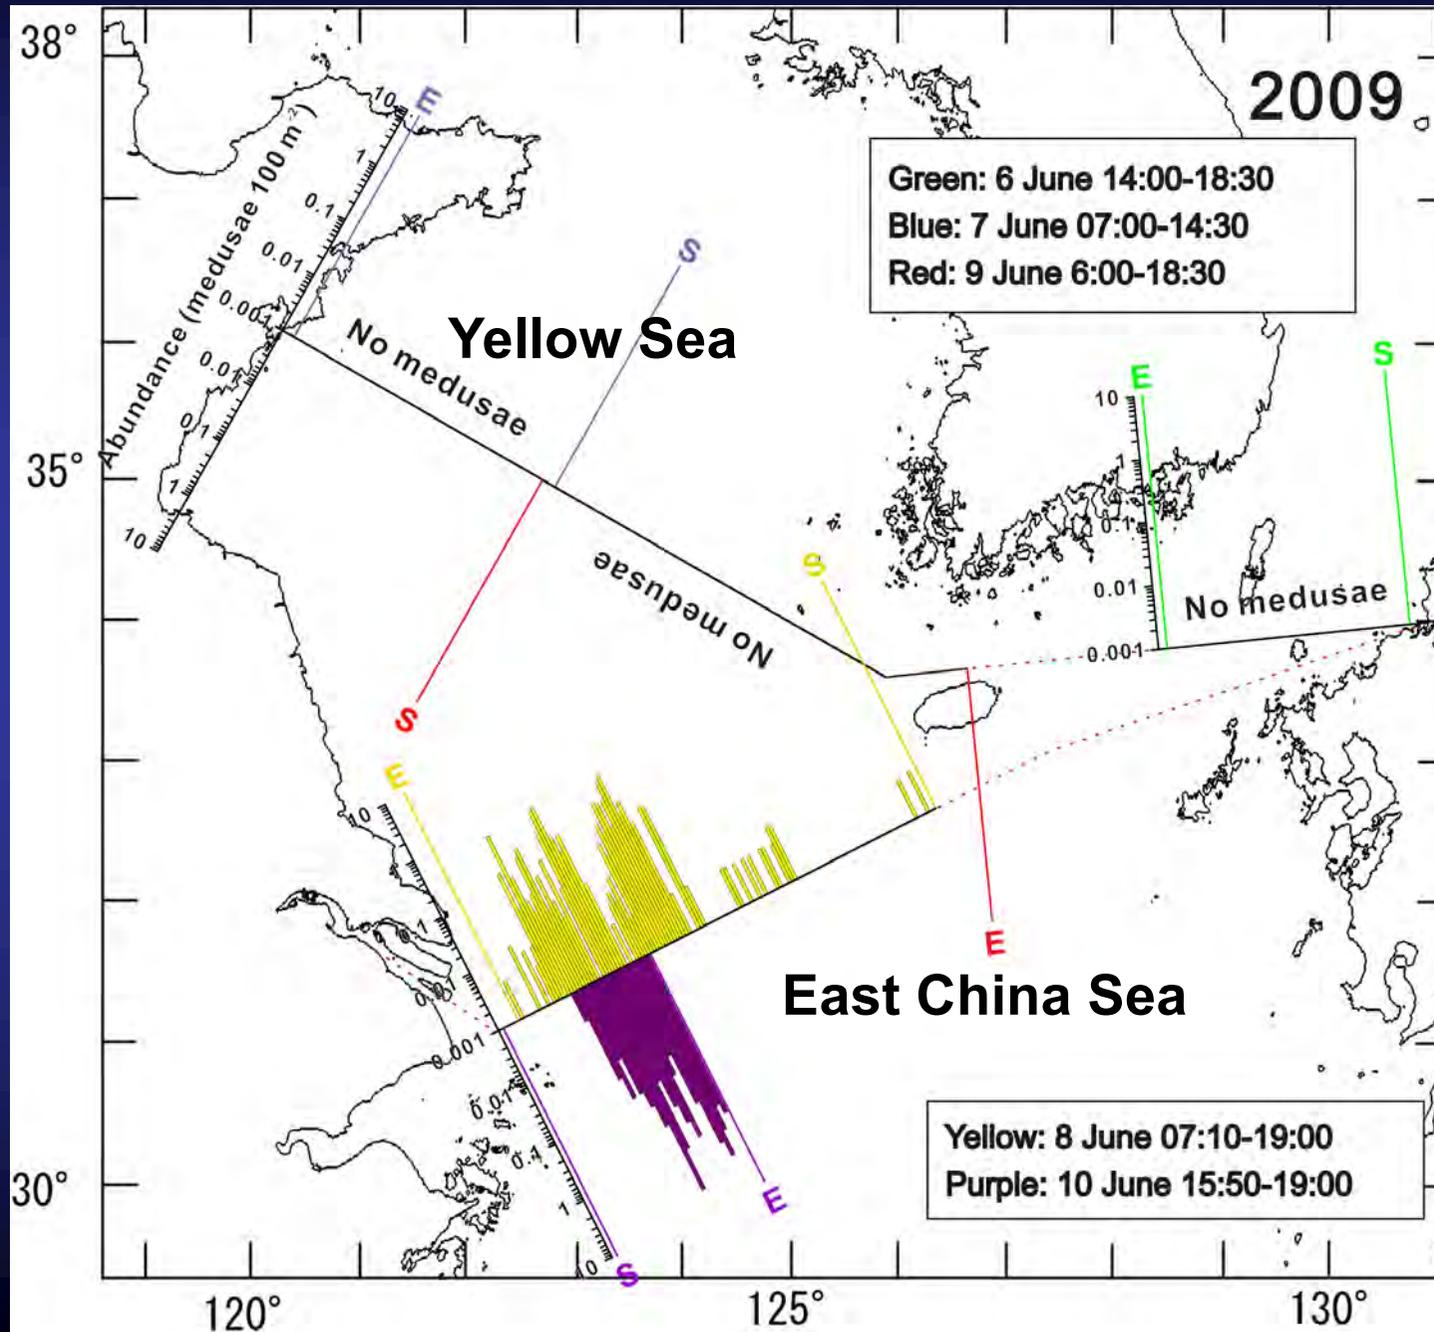 38°
2009
Green: 6 June 14:00-18:30
Blue: 7 June 07:00-14:30
Red: 9 June 6:00-18:30
E
Abundance (medusae 100 m-2)
10
1
0.1
0.01
0.001
0.01
0.1
1
10
S
No medusae
Yellow Sea
S
E
10
1
0.1
0.01
0.001
No medusae
35°
No medusae
S
S
E
10
1
0.001
0.01
0.1
1
10
S
E
E
East China Sea
Yellow: 8 June 07:10-19:00
Purple: 10 June 15:50-19:00
30°
120°
125°
130°